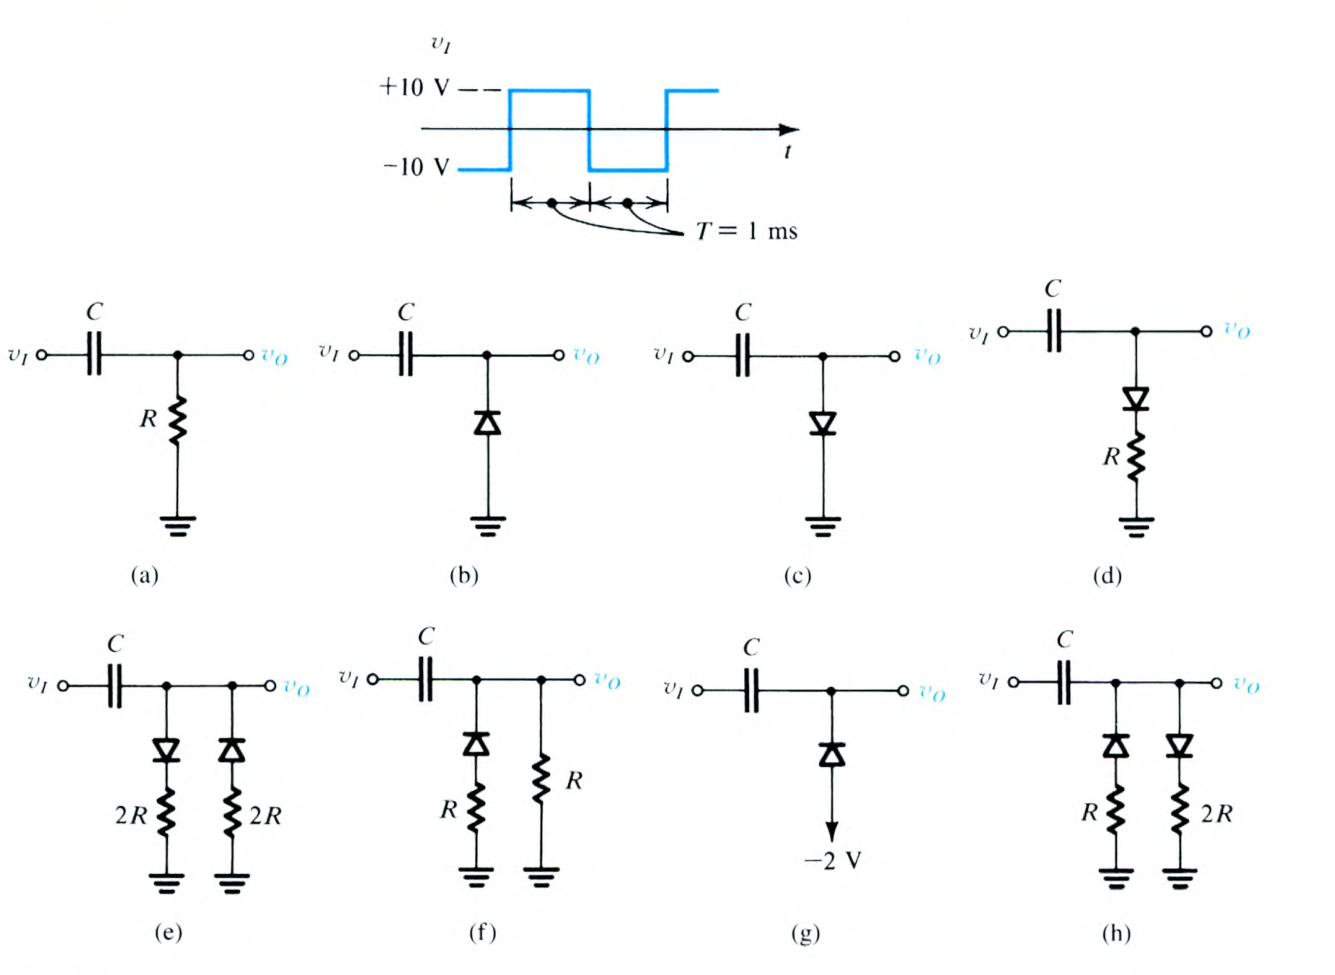 v_I
+10 V
t
−10 V
T = 1 ms
C
v_I
v_O
R
(a)
C
v_I
v_O
(b)
C
v_I
v_O
(c)
C
v_I
v_O
R
(d)
C
v_I
v_O
2R
2R
(e)
C
v_I
v_O
R
R
(f)
C
v_I
v_O
−2 V
(g)
C
v_I
v_O
R
2R
(h)